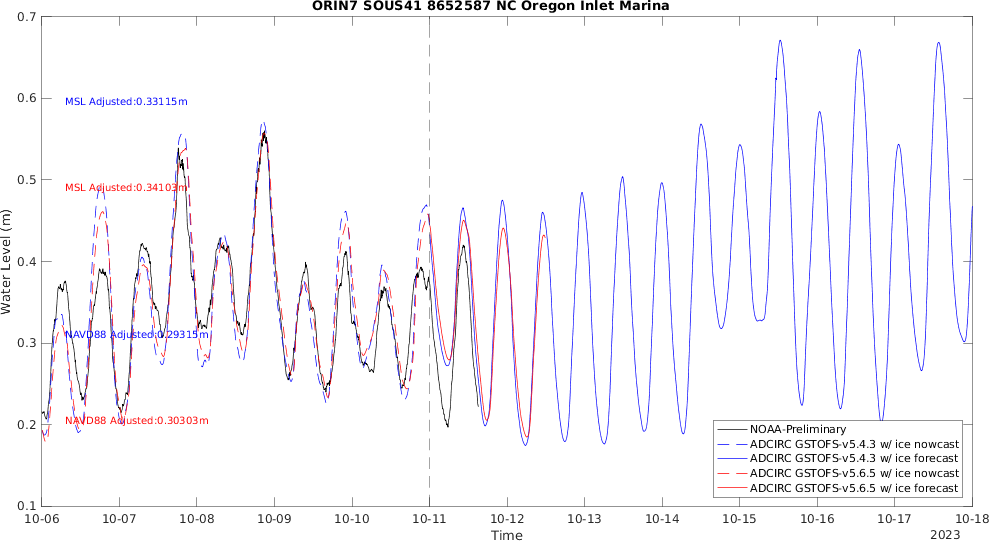 ORIN7 SOUS41 8652587 NC Oregon Inlet Marina
0.7
0.6
0.5
0.4
0.3
0.2
0.1
Water Level (m)
MSL Adjusted:0.33115m
MSL Adjusted:0.34103m
NAVD88 Adjusted:0.29315m
NAVD88 Adjusted:0.30303m
NOAA-Preliminary
ADCIRC GSTOFS-v5.4.3 w/ ice nowcast
ADCIRC GSTOFS-v5.4.3 w/ ice forecast
ADCIRC GSTOFS-v5.6.5 w/ ice nowcast
ADCIRC GSTOFS-v5.6.5 w/ ice forecast
10-06 10-07 10-08 10-09 10-10 10-11 10-12 10-13 10-14 10-15 10-16 10-17 10-18
Time
2023